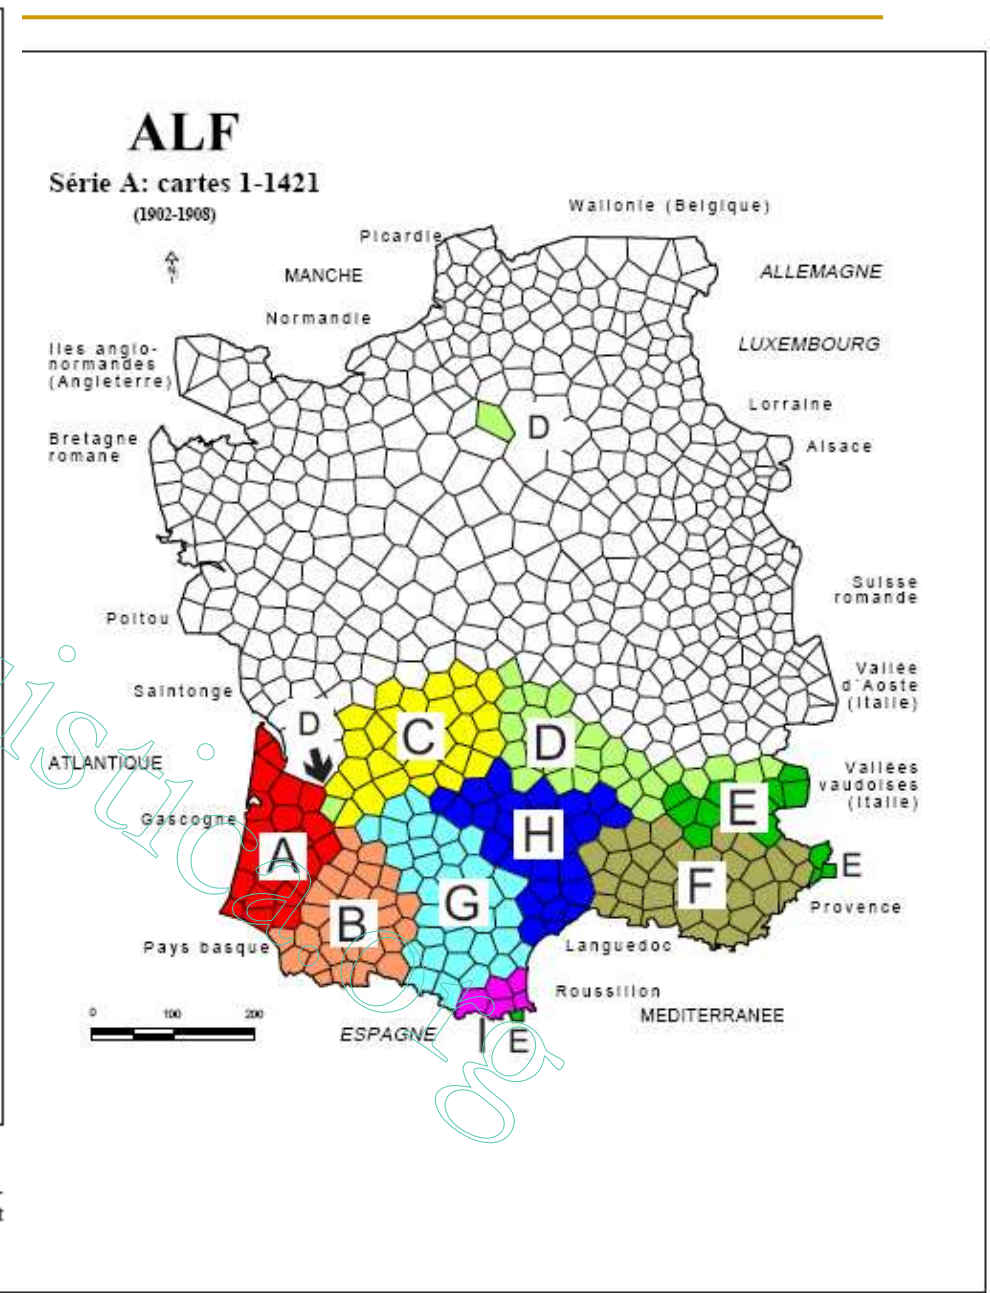 ALF
Série A: cartes 1-1421
(1902-1908)
N
Wallonie (Belgique)
Picardie
MANCHE
ALLEMAGNE
Normandie
LUXEMBOURG
Iles anglo-
normandes
(Angleterre)
Lorraine
D
Bretagne
romane
Alsace
Suisse
romande
Poitou
Vallée
d'Aoste
(Italie)
Saintonge
D
C
D
ATLANTIQUE
Vallées
vaudoises
(Italie)
Gascogne
E
H
A
E
F
G
B
Provence
Pays basque
Languedoc
Roussillon
MEDITERRANEE
0 100 200
ESPAGNE
I
E
t